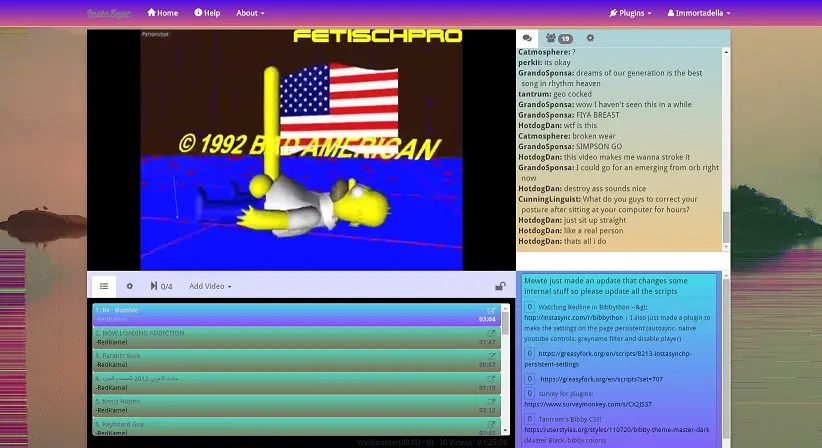 InstaSync
Home
Help
About
Plugins
Immortadella
Perspective
FETISCHPRO
© 1992 BAD AMERICAN
19
Catmosphere: ?
perkii: its okay
GrandoSponsa: dreams of our generation is the best
song in rhythm heaven
tantrum: geo cocked
GrandoSponsa: wow I haven't seen this in a while
GrandoSponsa: FIYA BREAST
HotdogDan: wtf is this
Catmosphere: broken wear
GrandoSponsa: SIMPSON GO
HotdogDan: this video makes me wanna stroke it
GrandoSponsa: I could go for an emerging from orb right
now
HotdogDan: destroy ass sounds nice
CunningLinguist: What do you guys to correct your
posture after sitting at your computer for hours?
HotdogDan: just sit up straight
HotdogDan: like a real person
HotdogDan: thats all i do
0/4
Add Video
1. Rx - Bumble
-RedKamel
03:04
2. NOW LOADING ADDICTION
-RedKamel
01:47
3. Parents Suck
-RedKamel
00:57
-RedKamel
01:19
-RedKamel
03:12
6. Keyboard Guy
-RedKamel
03:42
38 videos
01:25:28
Mewte just made an update that changes some
internal stuff so please update all the scripts
0 Watching Redline in Bibbython --&gt;
http://instasync.com/r/bibbython | I also just made a plugin to
make the settings on the page persistent (autosync, native
youtube controls, greyname filter and disable player)
0 https://greasyfork.org/en/scripts/8213-instasynchp-
persistent-settings
0 https://greasyfork.org/en/scripts?set=707
0 survey for plugins:
https://www.surveymonkey.com/s/CX2JS37
0 Tantrum's Bibby CSS!
https://userstyles.org/styles/110720/bibby-theme-master-dark
(Master Black, bibby colors)